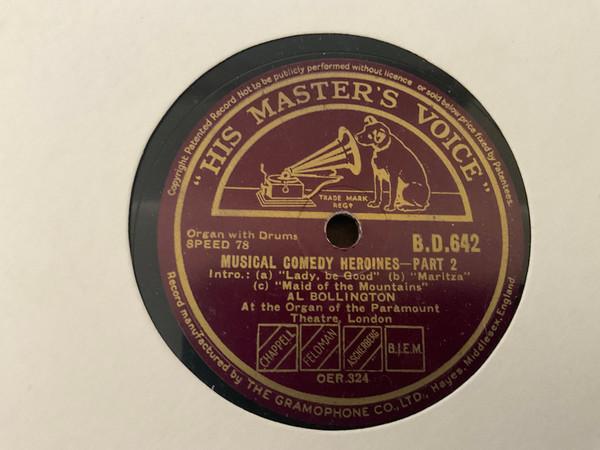 Copyright Patented Record Not to be publicly performed without licence or sold below price fixed by Patentees.
"HIS MASTER'S VOICE"
TRADE MARK
REGD
Organ with Drums
SPEED 78
B.D.642
MUSICAL COMEDY HEROINES—PART 2
Intro.: (a) "Lady, be Good" (b) "Maritza"
(c) "Maid of the Mountains"
AL BOLLINGTON
At the Organ of the Paramount
Theatre, London
CHAPPELL
FELDMAN
ASCHERBERG
B.I.E.M.
OER.324
Record manufactured by THE GRAMOPHONE CO., LTD., Hayes, Middlesex, England.